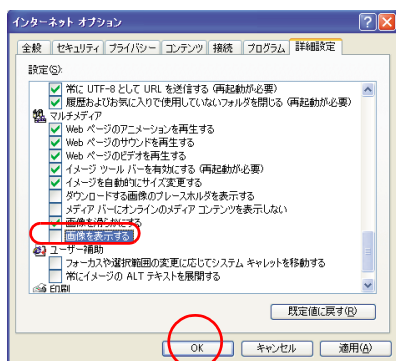 インターネット オプション
全般 セキュリティ プライバシー コンテンツ 接続 プログラム 詳細設定
設定(S):
常に UTF-8 として URL を送信する (再起動が必要)
履歴およびお気に入りで使用していないフォルダを閉じる (再起動が必要)
マルチメディア
Web ページのアニメーションを再生する
Web ページのサウンドを再生する
Web ページのビデオを再生する
イメージ ツール バーを有効にする (再起動が必要)
イメージを自動的にサイズ変更する
ダウンロードする画像のプレースホルダを表示する
メディア バーにオンラインのメディア コンテンツを表示しない
画像を滑らかにする
画像を表示する
ユーザー補助
フォーカスや選択範囲の変更に応じてシステム キャレットを移動する
常にイメージの ALT テキストを展開する
印刷
既定値に戻す(R)
OK キャンセル 適用(A)